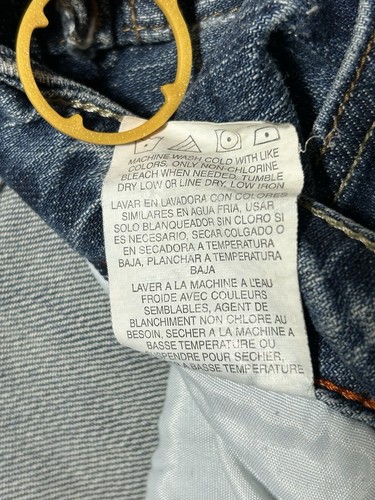 MACHINE WASH COLD WITH LIKE
COLORS. ONLY NON-CHLORINE
BLEACH WHEN NEEDED. TUMBLE
DRY LOW OR LINE DRY. LOW IRON
LAVAR EN LAVADORA CON COLORES
SIMILARES EN AGUA FRIA, USAR
SOLO BLANQUEADOR SIN CLORO SI
ES NECESARIO. SECAR COLGADO O
EN SECADORA A TEMPERATURA
BAJA, PLANCHAR A TEMPERATURA
BAJA
LAVER A LA MACHINE A L'EAU
FROIDE AVEC COULEURS
SEMBLABLES, AGENT DE
BLANCHIMENT NON CHLORE AU
BESOIN, SECHER A LA MACHINE A
BASSE TEMPERATURE OU
POUR SECHER,
A BASSE TEMPERATURE